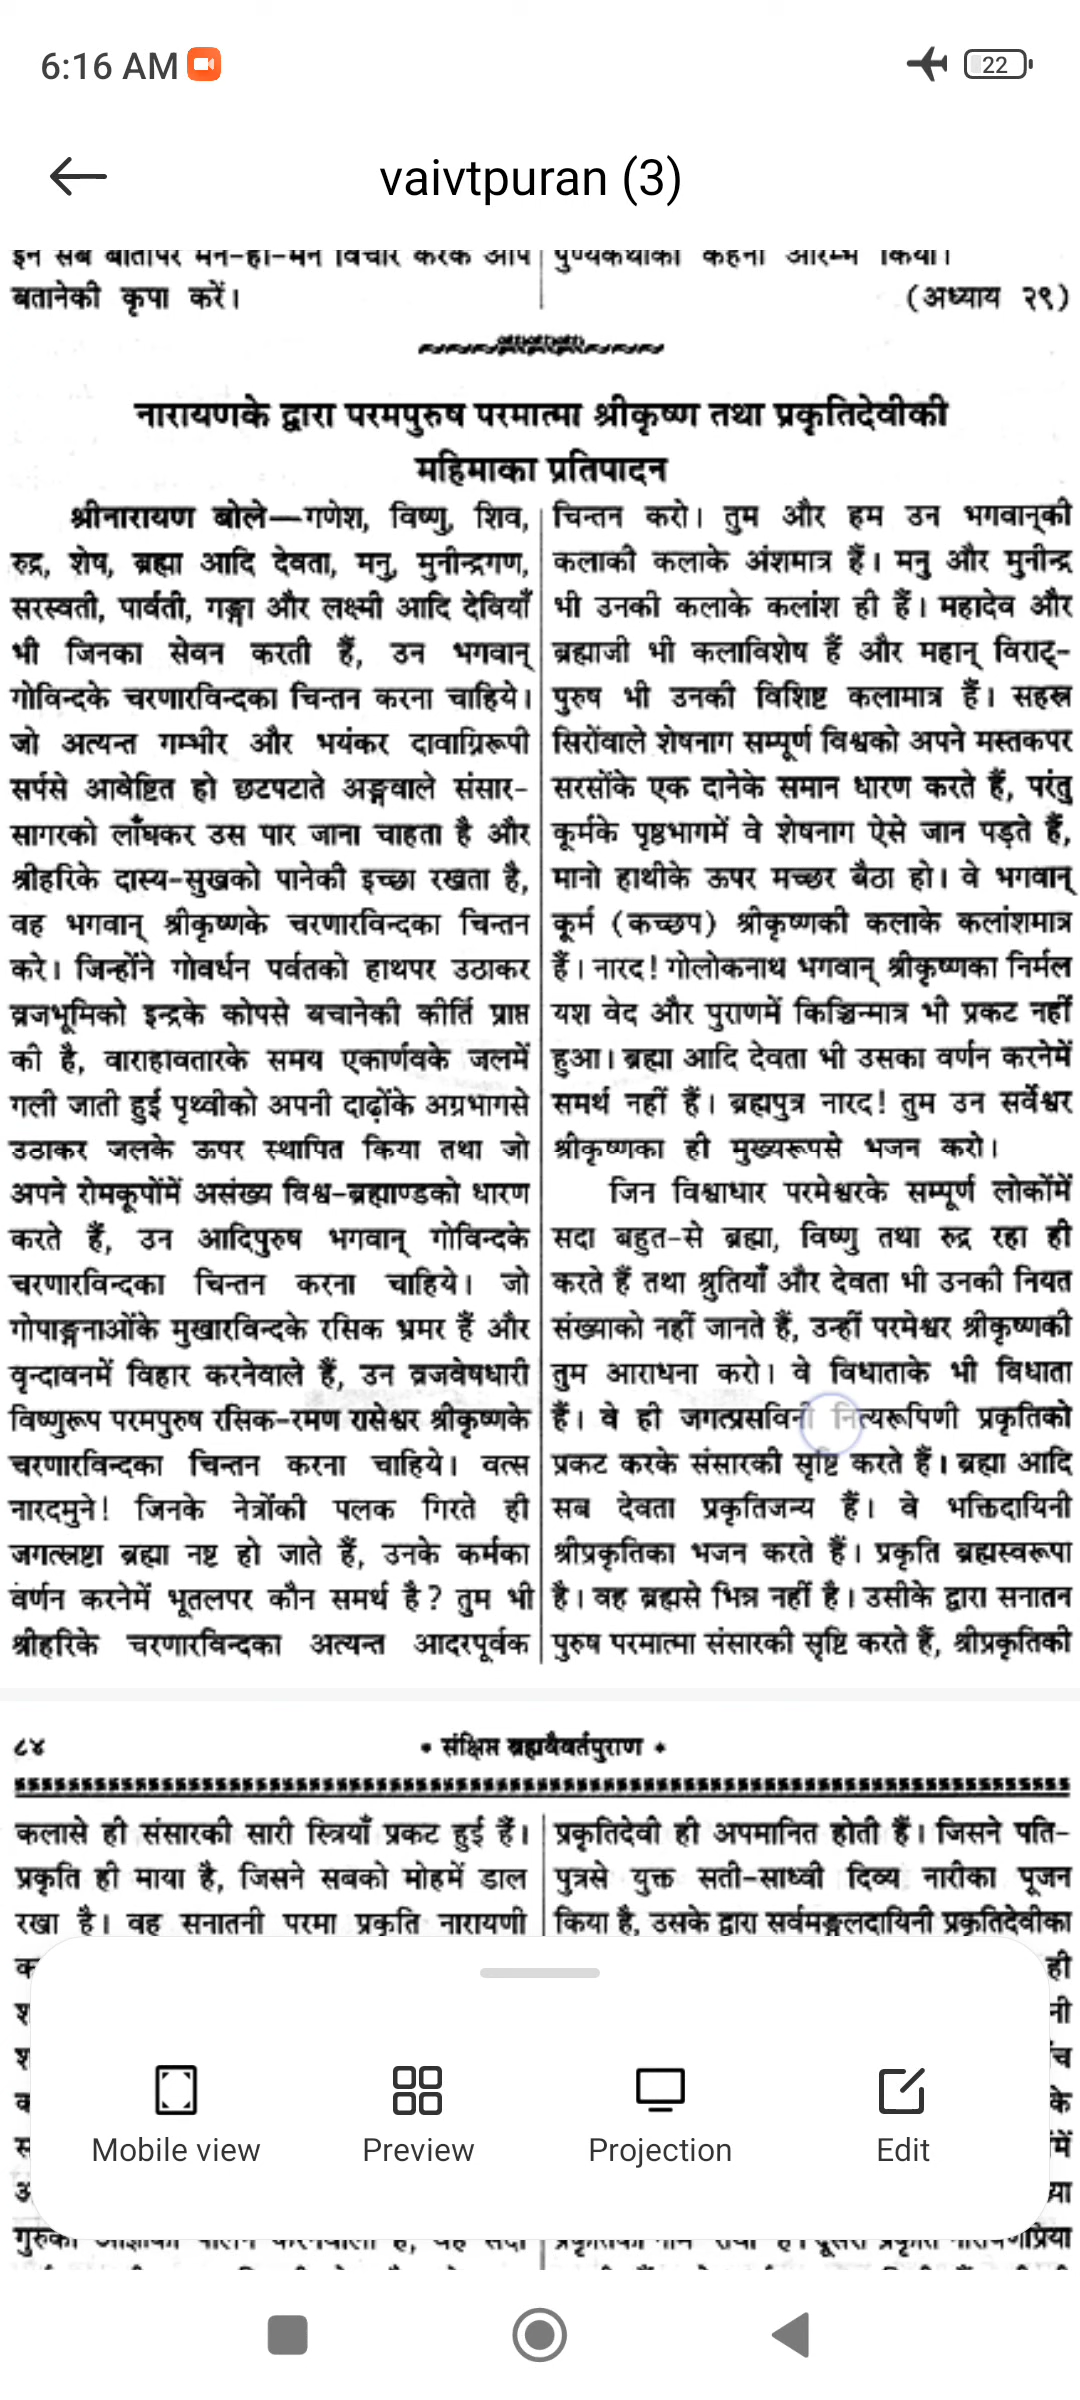 6:16 AM
22
vaivtpuran (3)
इन सब बातोंपर मन-ही-मन विचार करके आप
बतानेकी कृपा करें।
पुण्यकथाको कहना आरम्भ किया।
(अध्याय २९)
नारायणके द्वारा परमपुरुष परमात्मा श्रीकृष्ण तथा प्रकृतिदेवीकी
महिमाका प्रतिपादन
श्रीनारायण बोले—गणेश, विष्णु, शिव,
रुद्र, शेष, ब्रह्मा आदि देवता, मनु, मुनीन्द्रगण,
सरस्वती, पार्वती, गङ्गा और लक्ष्मी आदि देवियाँ
भी जिनका सेवन करती हैं, उन भगवान्
गोविन्दके चरणारविन्दका चिन्तन करना चाहिये।
जो अत्यन्त गम्भीर और भयंकर दावाग्निरूपी
सर्पसे आवेष्टित हो छटपटाते अङ्गवाले संसार-
सागरको लाँघकर उस पार जाना चाहता है और
श्रीहरिके दास्य-सुखको पानेकी इच्छा रखता है,
वह भगवान् श्रीकृष्णके चरणारविन्दका चिन्तन
करे। जिन्होंने गोवर्धन पर्वतको हाथपर उठाकर
व्रजभूमिको इन्द्रके कोपसे बचानेकी कीर्ति प्राप्त
की है, वाराहावतारके समय एकार्णवके जलमें
गली जाती हुई पृथ्वीको अपनी दाढ़ोंके अग्रभागसे
उठाकर जलके ऊपर स्थापित किया तथा जो
अपने रोमकूपोंमें असंख्य विश्व-ब्रह्माण्डको धारण
करते हैं, उन आदिपुरुष भगवान् गोविन्दके
चरणारविन्दका चिन्तन करना चाहिये। जो
गोपाङ्गनाओंके मुखारविन्दके रसिक भ्रमर हैं और
वृन्दावनमें विहार करनेवाले हैं, उन व्रजवेषधारी
विष्णुरूप परमपुरुष रसिक-रमण रासेश्वर श्रीकृष्णके
चरणारविन्दका चिन्तन करना चाहिये। वत्स
नारदमुने! जिनके नेत्रोंकी पलक गिरते ही
जगत्स्रष्टा ब्रह्मा नष्ट हो जाते हैं, उनके कर्मका
वर्णन करनेमें भूतलपर कौन समर्थ है? तुम भी
श्रीहरिके चरणारविन्दका अत्यन्त आदरपूर्वक
चिन्तन करो। तुम और हम उन भगवान्‌की
कलाकी कलाके अंशमात्र हैं। मनु और मुनीन्द्र
भी उनकी कलाके कलांश ही हैं। महादेव और
ब्रह्माजी भी कलाविशेष हैं और महान् विराट्-
पुरुष भी उनकी विशिष्ट कलामात्र हैं। सहस्र
सिरोंवाले शेषनाग सम्पूर्ण विश्वको अपने मस्तकपर
सरसोंके एक दानेके समान धारण करते हैं, परंतु
कूर्मके पृष्ठभागमें वे शेषनाग ऐसे जान पड़ते हैं,
मानो हाथीके ऊपर मच्छर बैठा हो। वे भगवान्
कूर्म (कच्छप) श्रीकृष्णकी कलाके कलांशमात्र
हैं। नारद! गोलोकनाथ भगवान् श्रीकृष्णका निर्मल
यश वेद और पुराणमें किञ्चिन्मात्र भी प्रकट नहीं
हुआ। ब्रह्मा आदि देवता भी उसका वर्णन करनेमें
समर्थ नहीं हैं। ब्रह्मपुत्र नारद! तुम उन सर्वेश्वर
श्रीकृष्णका ही मुख्यरूपसे भजन करो।
जिन विश्वाधार परमेश्वरके सम्पूर्ण लोकोंमें
सदा बहुत-से ब्रह्मा, विष्णु तथा रुद्र रहा ही
करते हैं तथा श्रुतियाँ और देवता भी उनकी नियत
संख्याको नहीं जानते हैं, उन्हीं परमेश्वर श्रीकृष्णकी
तुम आराधना करो। वे विधाताके भी विधाता
हैं। वे ही जगत्प्रसविनी नित्यरूपिणी प्रकृतिको
प्रकट करके संसारकी सृष्टि करते हैं। ब्रह्मा आदि
सब देवता प्रकृतिजन्य हैं। वे भक्तिदायिनी
श्रीप्रकृतिका भजन करते हैं। प्रकृति ब्रह्मस्वरूपा
है। वह ब्रह्मसे भिन्न नहीं है। उसीके द्वारा सनातन
पुरुष परमात्मा संसारकी सृष्टि करते हैं, श्रीप्रकृतिकी
८४
• संक्षिप्त ब्रह्मवैवर्तपुराण •
कलासे ही संसारकी सारी स्त्रियाँ प्रकट हुई हैं।
प्रकृति ही माया है, जिसने सबको मोहमें डाल
रखा है। वह सनातनी परमा प्रकृति नारायणी
प्रकृतिदेवी ही अपमानित होती हैं। जिसने पति-
पुत्रसे युक्त सती-साध्वी दिव्य नारीका पूजन
किया है, उसके द्वारा सर्वमङ्गलदायिनी प्रकृतिदेवीका
ही
Mobile view
Preview
Projection
Edit